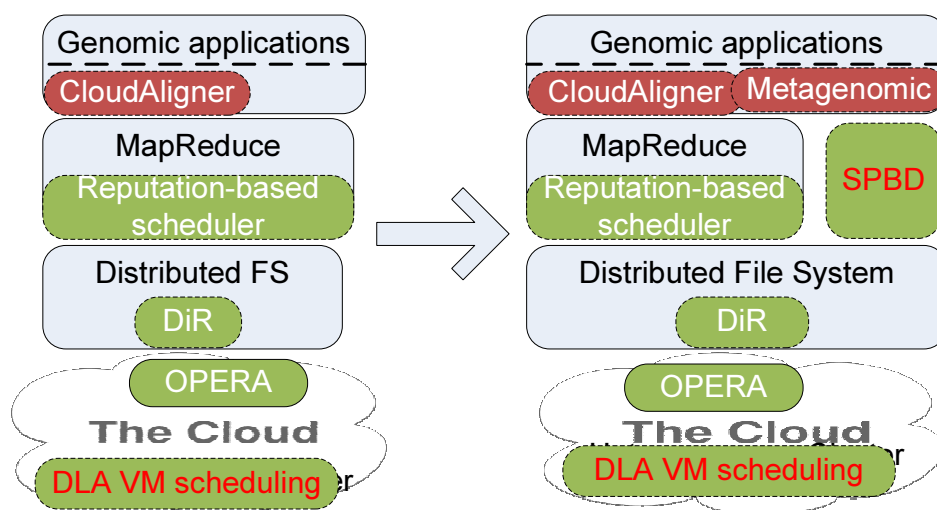 Genomic applications
CloudAligner
MapReduce
Reputation-based
scheduler
Distributed FS
DiR
OPERA
The Cloud
DLA VM scheduling
Genomic applications
CloudAligner
Metagenomic
MapReduce
Reputation-based
scheduler
SPBD
Distributed File System
DiR
OPERA
The Cloud
DLA VM scheduling